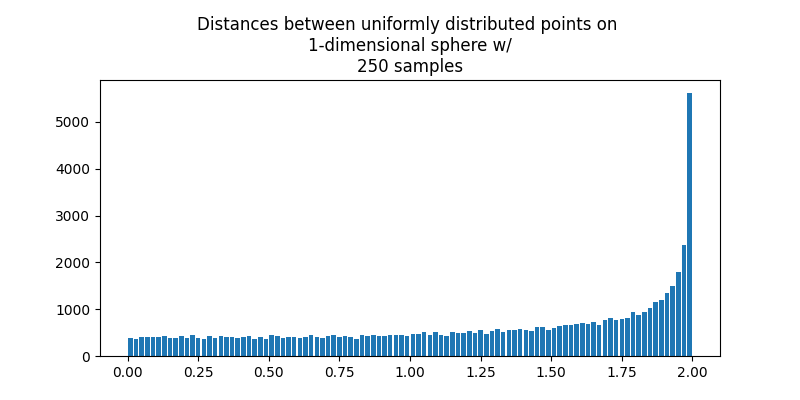 Distances between uniformly distributed points on
1-dimensional sphere w/
250 samples
5000
4000
3000
2000
1000
0
0.00 0.25 0.50 0.75 1.00 1.25 1.50 1.75 2.00